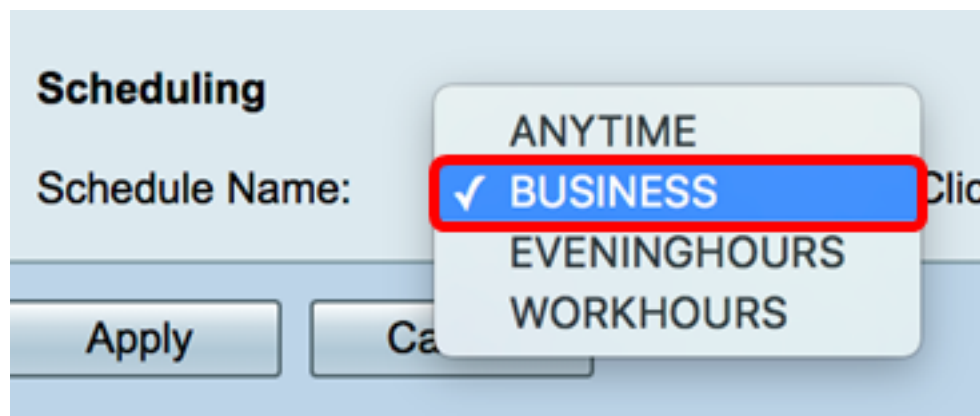 Scheduling
ANYTIME
Schedule Name:
✓ BUSINESS
EVENINGHOURS
WORKHOURS
Apply